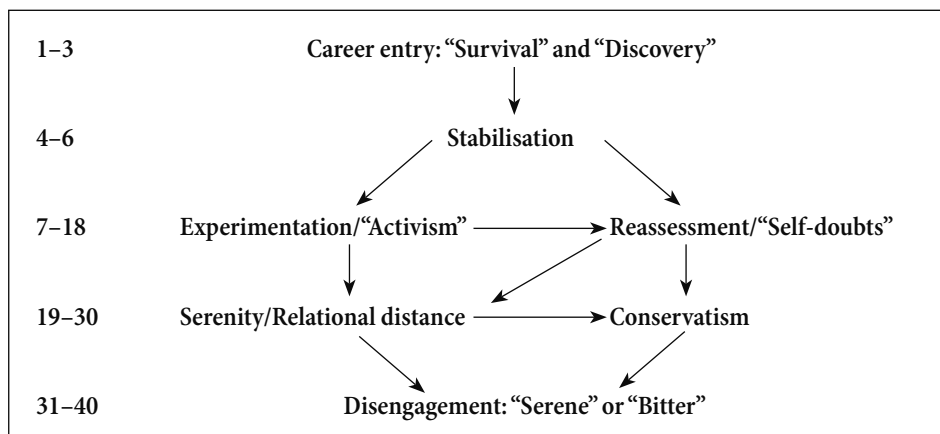 1–3 Career entry: “Survival” and “Discovery”
4–6 Stabilisation
7–18 Experimentation/“Activism” Reassessment/“Self-doubts”
19–30 Serenity/Relational distance Conservatism
31–40 Disengagement: “Serene” or “Bitter”